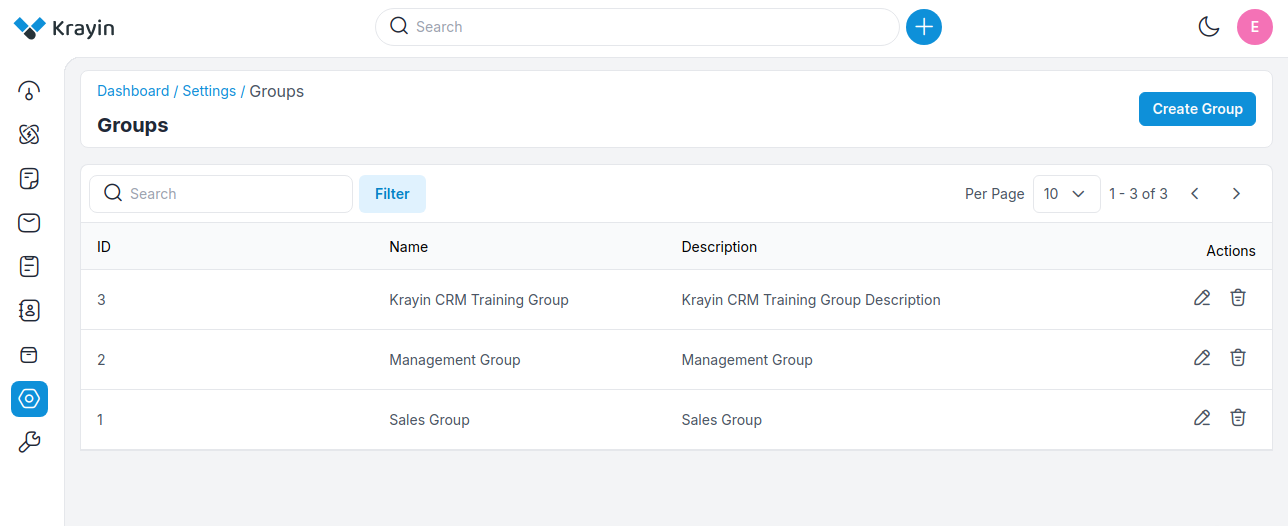 Krayin
Search
E
Dashboard / Settings / Groups
Groups
Create Group
Search
Filter
Per Page
10
1 - 3 of 3
ID Name Description Actions
3 Krayin CRM Training Group Krayin CRM Training Group Description
2 Management Group Management Group
1 Sales Group Sales Group